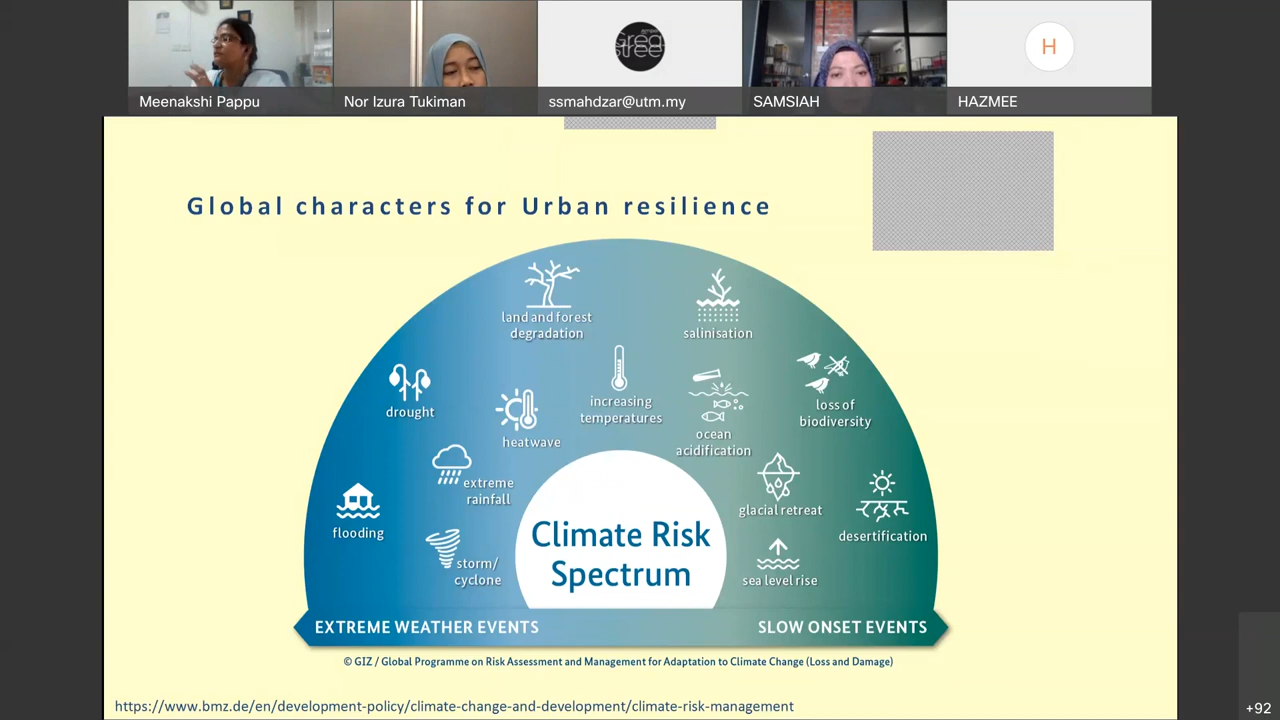 Meenakshi Pappu
Nor Izura Tukiman
ssmahdzar@utm.my
SAMSIAH
H
HAZMEE
Global characters for Urban resilience
land and forest
degradation
salinisation
drought
heatwave
increasing
temperatures
ocean
acidification
loss of
biodiversity
extreme
rainfall
flooding
storm/
cyclone
glacial retreat
desertification
sea level rise
Climate Risk
Spectrum
EXTREME WEATHER EVENTS
SLOW ONSET EVENTS
© GIZ / Global Programme on Risk Assessment and Management for Adaptation to Climate Change (Loss and Damage)
https://www.bmz.de/en/development-policy/climate-change-and-development/climate-risk-management
+92